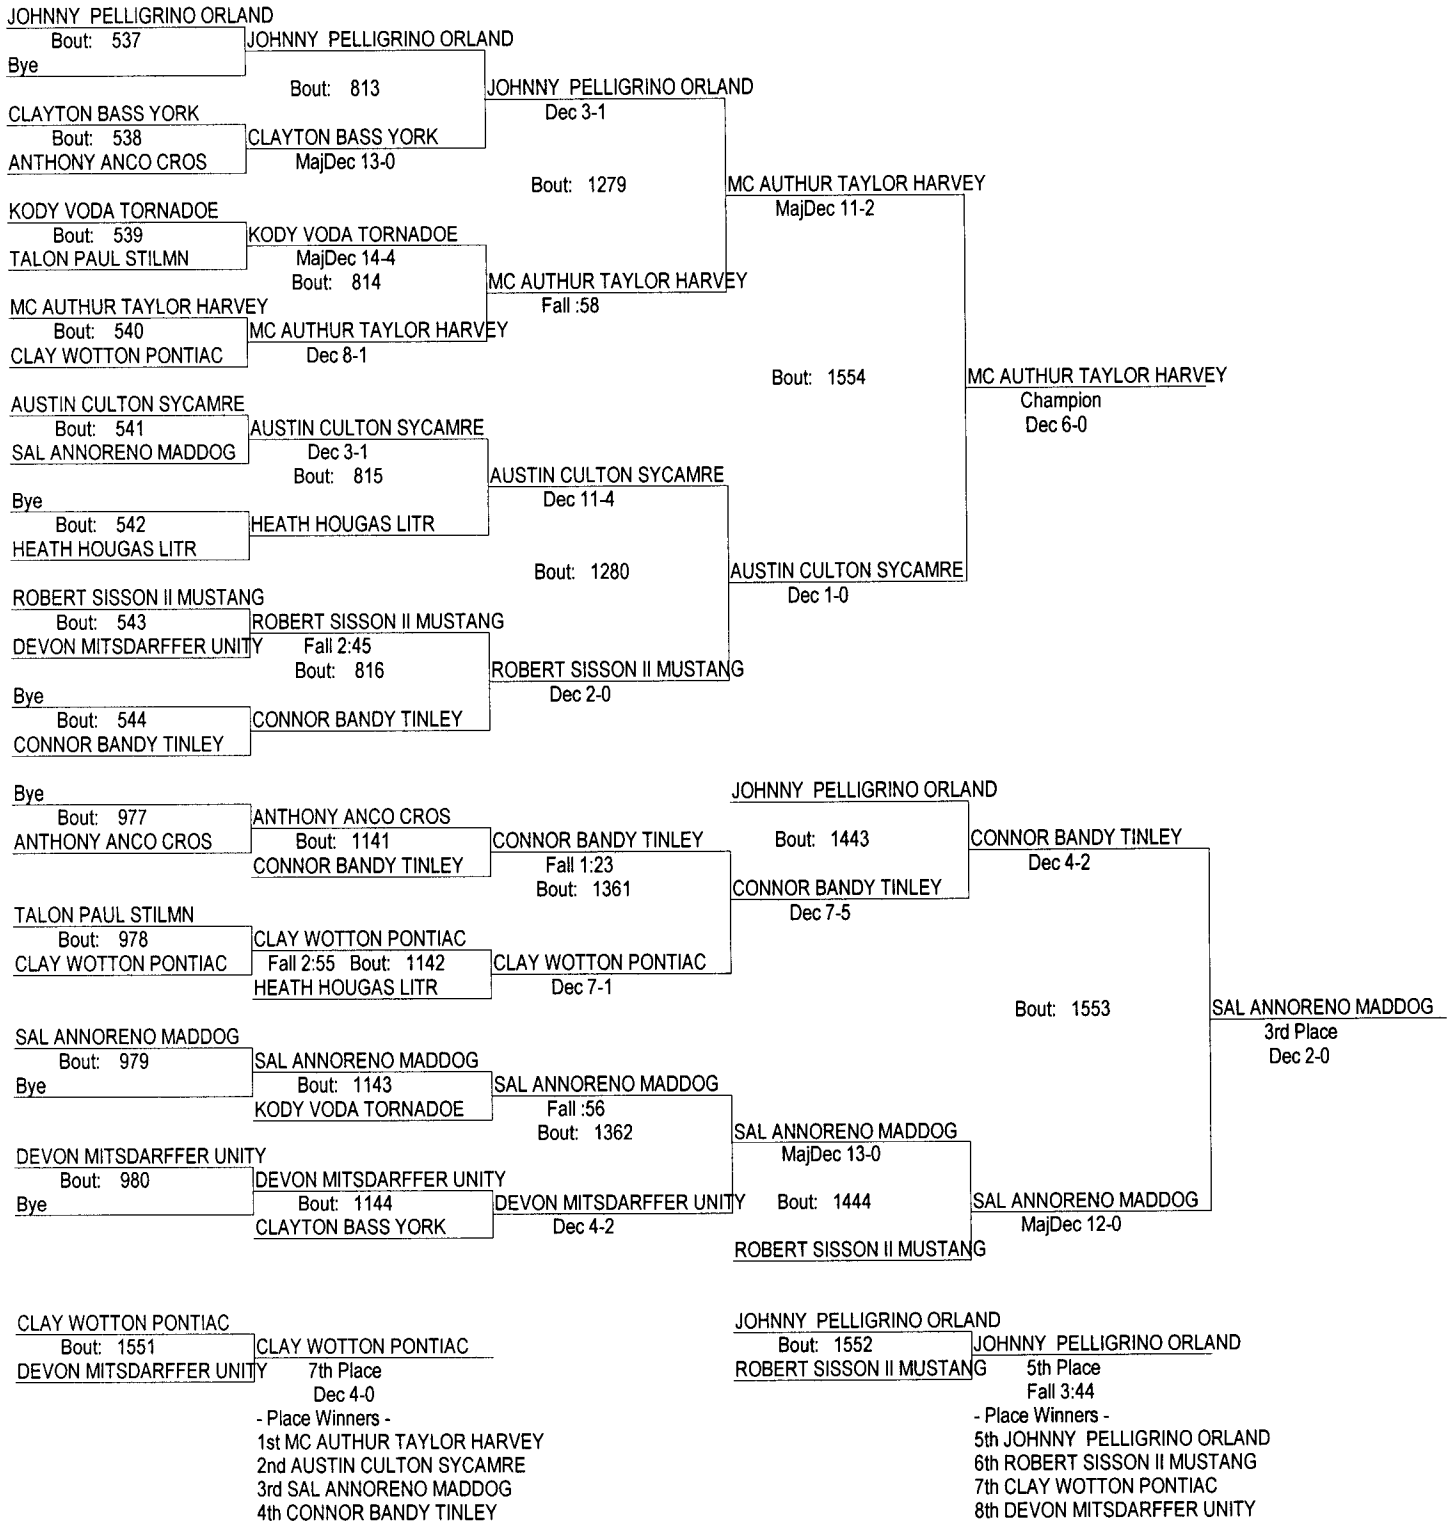 JOHNNY PELLIGRINO ORLAND
Bout: 537
Bye
JOHNNY PELLIGRINO ORLAND
Bout: 813
CLAYTON BASS YORK
Bout: 538
ANTHONY ANCO CROS
CLAYTON BASS YORK
MajDec 13-0
JOHNNY PELLIGRINO ORLAND
Dec 3-1
Bout: 1279
KODY VODA TORNADOE
Bout: 539
TALON PAUL STILMN
KODY VODA TORNADOE
MajDec 14-4
Bout: 814
MC AUTHUR TAYLOR HARVEY
Bout: 540
CLAY WOTTON PONTIAC
MC AUTHUR TAYLOR HARVEY
Dec 8-1
MC AUTHUR TAYLOR HARVEY
Fall :58
MC AUTHUR TAYLOR HARVEY
MajDec 11-2
Bout: 1554
MC AUTHUR TAYLOR HARVEY
Champion
Dec 6-0
AUSTIN CULTON SYCAMRE
Bout: 541
SAL ANNORENO MADDOG
AUSTIN CULTON SYCAMRE
Dec 3-1
Bout: 815
Bye
Bout: 542
HEATH HOUGAS LITR
HEATH HOUGAS LITR
AUSTIN CULTON SYCAMRE
Dec 11-4
Bout: 1280
AUSTIN CULTON SYCAMRE
Dec 1-0
ROBERT SISSON II MUSTANG
Bout: 543
DEVON MITSDARFFER UNITY
ROBERT SISSON II MUSTANG
Fall 2:45
Bout: 816
Bye
Bout: 544
CONNOR BANDY TINLEY
CONNOR BANDY TINLEY
ROBERT SISSON II MUSTANG
Dec 2-0
Bye
Bout: 977
ANTHONY ANCO CROS
ANTHONY ANCO CROS
Bout: 1141
CONNOR BANDY TINLEY
CONNOR BANDY TINLEY
Fall 1:23
Bout: 1361
JOHNNY PELLIGRINO ORLAND
Bout: 1443
CONNOR BANDY TINLEY
Dec 7-5
CONNOR BANDY TINLEY
Dec 4-2
TALON PAUL STILMN
Bout: 978
CLAY WOTTON PONTIAC
CLAY WOTTON PONTIAC
Fall 2:55 Bout: 1142
HEATH HOUGAS LITR
CLAY WOTTON PONTIAC
Dec 7-1
Bout: 1553
SAL ANNORENO MADDOG
3rd Place
Dec 2-0
SAL ANNORENO MADDOG
Bout: 979
Bye
SAL ANNORENO MADDOG
Bout: 1143
KODY VODA TORNADOE
SAL ANNORENO MADDOG
Fall :56
Bout: 1362
SAL ANNORENO MADDOG
MajDec 13-0
Bout: 1444
ROBERT SISSON II MUSTANG
SAL ANNORENO MADDOG
MajDec 12-0
DEVON MITSDARFFER UNITY
Bout: 980
Bye
DEVON MITSDARFFER UNITY
Bout: 1144
CLAYTON BASS YORK
DEVON MITSDARFFER UNITY
Dec 4-2
CLAY WOTTON PONTIAC
Bout: 1551
DEVON MITSDARFFER UNITY
CLAY WOTTON PONTIAC
7th Place
Dec 4-0
- Place Winners -
1st MC AUTHUR TAYLOR HARVEY
2nd AUSTIN CULTON SYCAMRE
3rd SAL ANNORENO MADDOG
4th CONNOR BANDY TINLEY
JOHNNY PELLIGRINO ORLAND
Bout: 1552
ROBERT SISSON II MUSTANG
JOHNNY PELLIGRINO ORLAND
5th Place
Fall 3:44
- Place Winners -
5th JOHNNY PELLIGRINO ORLAND
6th ROBERT SISSON II MUSTANG
7th CLAY WOTTON PONTIAC
8th DEVON MITSDARFFER UNITY